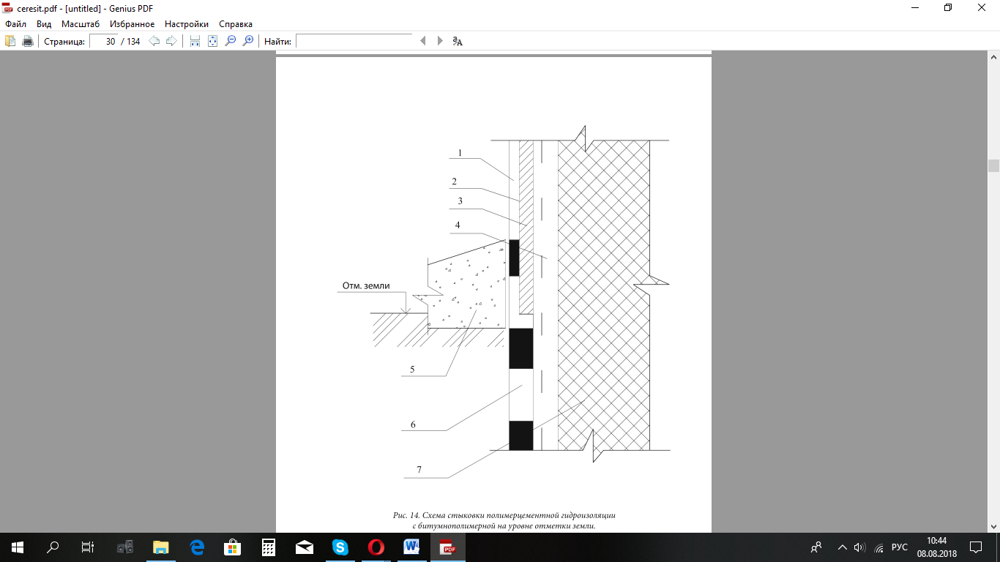 ceresit.pdf - [untitled] - Genius PDF
Файл Вид Масштаб Избранное Настройки Справка
Страница: 30 / 134 Найти: аА
1
2
3
4
Отм. земли
5
6
7
Рис. 14. Схема стыковки полимерцементной гидроизоляции
с битумнополимерной на уровне отметки земли.
РУС 10:44
08.08.2018